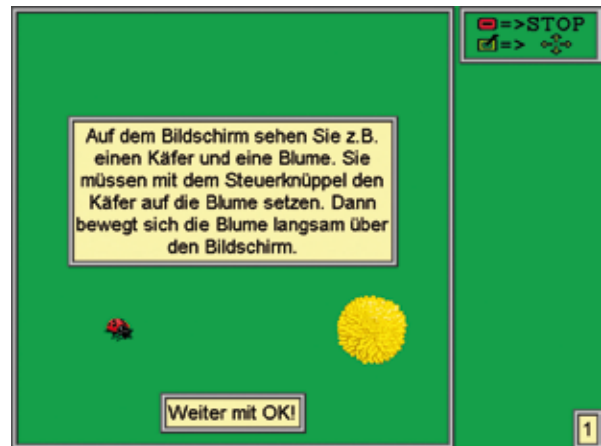 =>STOP
=>
Auf dem Bildschirm sehen Sie z.B.
einen Käfer und eine Blume. Sie
müssen mit dem Steuerknüppel den
Käfer auf die Blume setzen. Dann
bewegt sich die Blume langsam über
den Bildschirm.
Weiter mit OK!
1